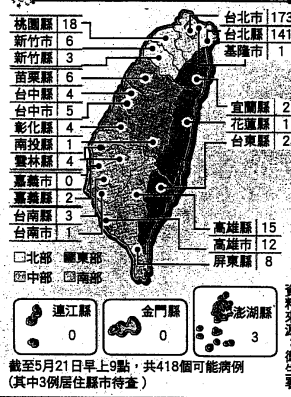 桃園縣 18
新竹市 6
新竹縣 3
苗栗縣 6
台中縣 4
台中市 5
彰化縣 4
南投縣 1
雲林縣 4
嘉義市 0
嘉義縣 2
台南縣 3
台南市 1
台北市 173
台北縣 141
基隆市 1
宜蘭縣 2
花蓮縣 1
台東縣 2
高雄縣 15
高雄市 12
屏東縣 8
北部 東部
中部 南部
連江縣
0
金門縣
0
澎湖縣
3
截至5月21日早上9點，共418個可能病例
(其中3例居住縣市待查)
資料來源：衛生署